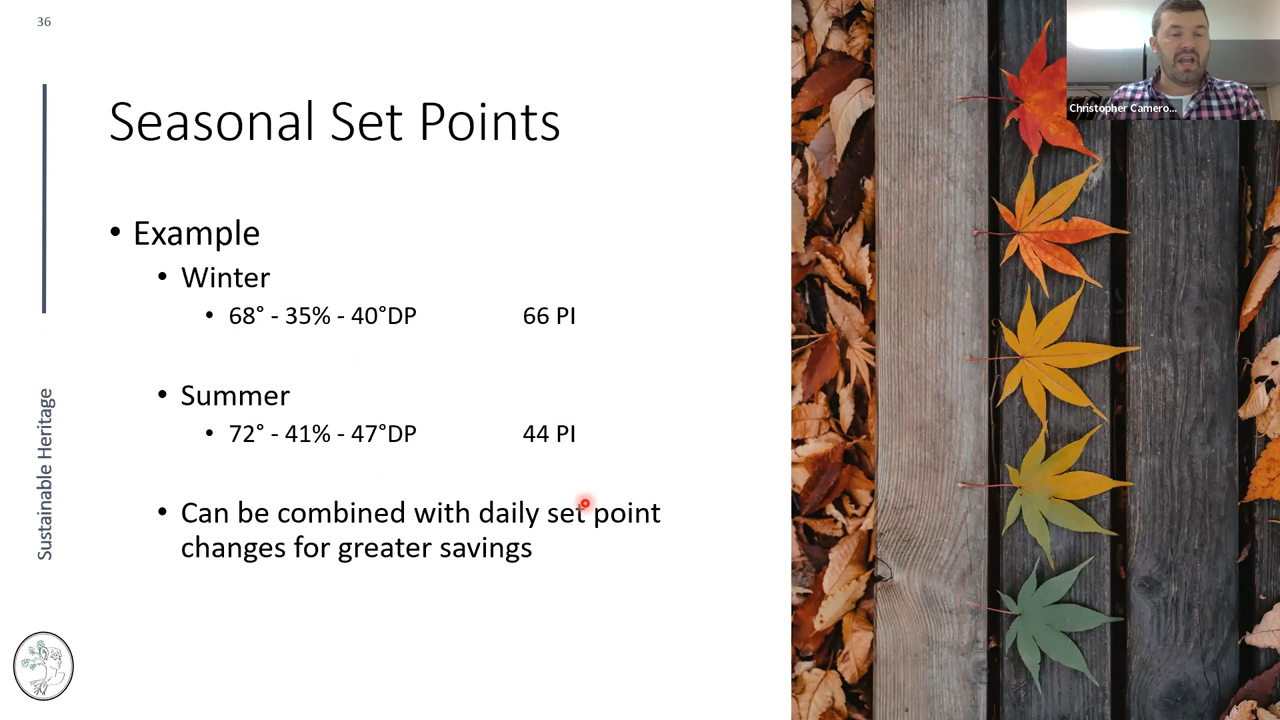 36
Seasonal Set Points
• Example
• Winter
• 68° - 35% - 40°DP 66 PI
• Summer
• 72° - 41% - 47°DP 44 PI
• Can be combined with daily set point
changes for greater savings
Sustainable Heritage
Christopher Camero...